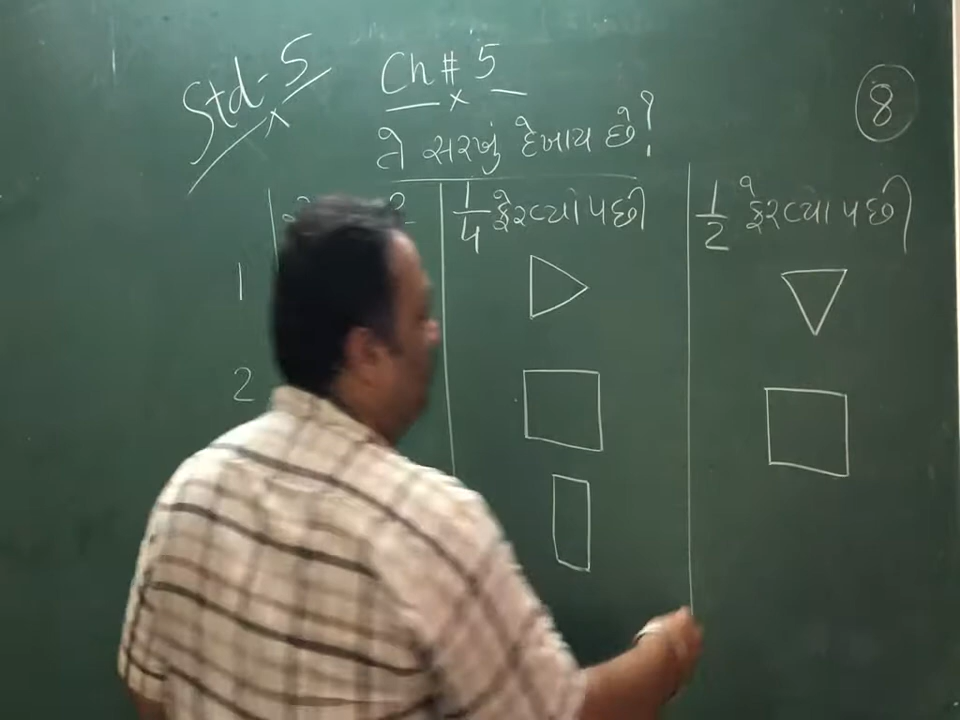 Std-5
Ch # 5
8
તે સરખું દેખાય છે!
1/4 ફેરવ્યા પછી
1/2 ફેરવ્યા પછી
1
2